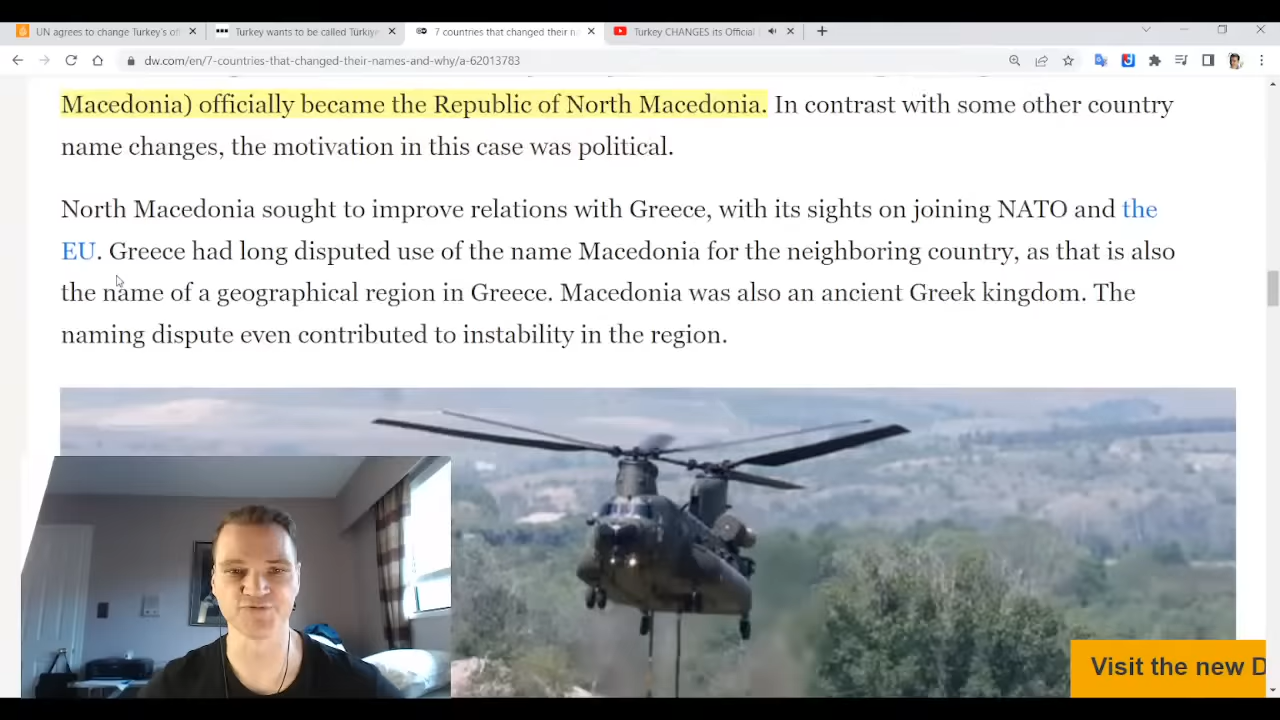 UN agrees to change Turkey's of
Turkey wants to be called Türkiye
7 countries that changed their n
Turkey CHANGES its Official
dw.com/en/7-countries-that-changed-their-names-and-why/a-62013783
Macedonia) officially became the Republic of North Macedonia. In contrast with some other country
name changes, the motivation in this case was political.
North Macedonia sought to improve relations with Greece, with its sights on joining NATO and the
EU. Greece had long disputed use of the name Macedonia for the neighboring country, as that is also
the name of a geographical region in Greece. Macedonia was also an ancient Greek kingdom. The
naming dispute even contributed to instability in the region.
Visit the new D